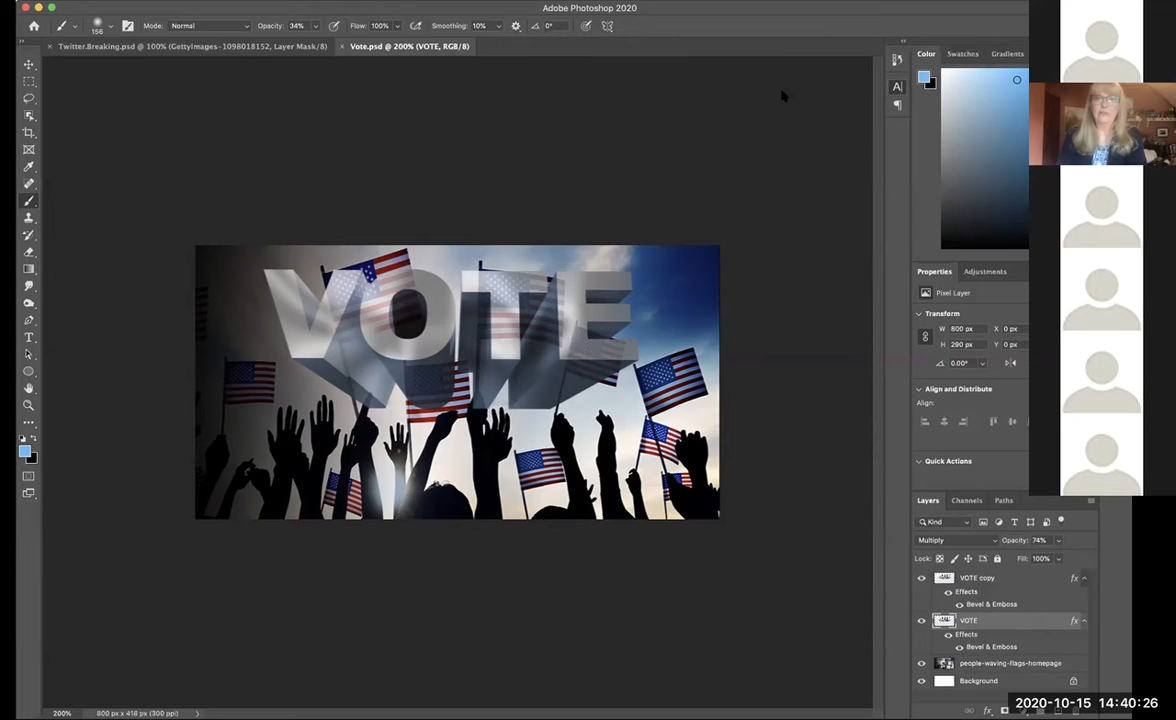 Adobe Photoshop 2020
156
Mode: Normal
Opacity: 34%
Flow: 100%
Smoothing: 10%
0°
Twitter.Breaking.psd @ 100% (GettyImages-1098018152, Layer Mask/8)
Vote.psd @ 200% (VOTE, RGB/8)
Color
Swatches
Gradients
VOTE
Properties
Adjustments
Pixel Layer
Transform
W 800 px
X 0 px
H 290 px
Y 0 px
0.00°
Align and Distribute
Align:
Quick Actions
Layers
Channels
Paths
Kind
Multiply
Opacity: 74%
Lock:
Fill: 100%
VOTE copy
fx
Effects
Bevel & Emboss
VOTE
fx
Effects
Bevel & Emboss
people-waving-flags-homepage
Background
200%
800 px x 418 px (300 ppi)
2020-10-15 14:40:26